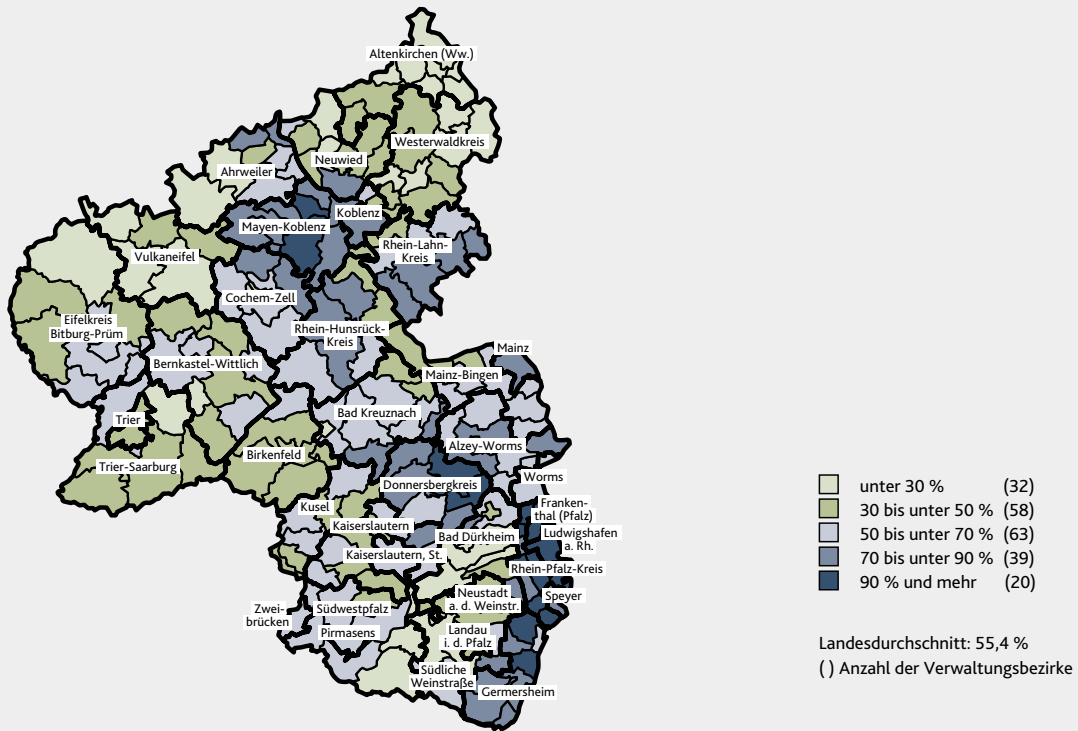 Altenkirchen (Ww.)
Westerwaldkreis
Neuwied
Ahrweiler
Koblenz
Mayen-Koblenz
Rhein-Lahn-
Kreis
Vulkaneifel
Cochem-Zell
Eifelkreis
Bitburg-Prüm
Rhein-Hunsrück-
Kreis
Mainz
Bernkastel-Wittlich
Mainz-Bingen
Trier
Bad Kreuznach
Alzey-Worms
Birkenfeld
Trier-Saarburg
Worms
Donnersbergkreis
Kusel
Franken-
thal (Pfalz)
Kaiserslautern
Bad Dürkheim
Ludwigshafen
a. Rh.
Kaiserslautern, St.
Rhein-Pfalz-Kreis
Neustadt
a. d. Weinstr.
Speyer
Zwei-
brücken
Südwestpfalz
Pirmasens
Landau
i. d. Pfalz
Südliche
Weinstraße
Germersheim
unter 30 % (32)
30 bis unter 50 % (58)
50 bis unter 70 % (63)
70 bis unter 90 % (39)
90 % und mehr (20)
Landesdurchschnitt: 55,4 %
( ) Anzahl der Verwaltungsbezirke